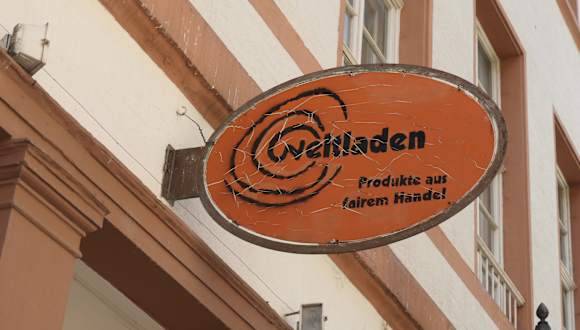 Weltladen
Produkte aus
fairem Handel